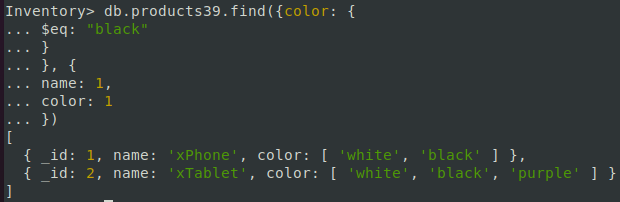 Inventory> db.products39.find({color: {
... $eq: "black"
... }
... }, {
... name: 1,
... color: 1
... })
[
  { _id: 1, name: 'xPhone', color: [ 'white', 'black' ] },
  { _id: 2, name: 'xTablet', color: [ 'white', 'black', 'purple' ] }
]